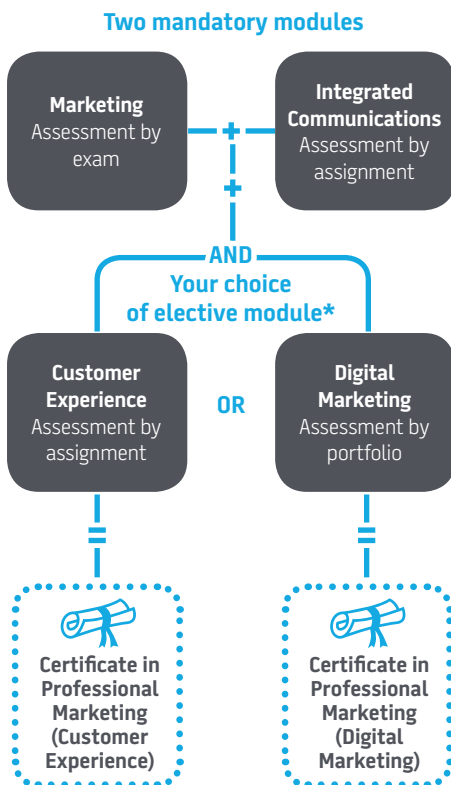 Two mandatory modules
Marketing
Assessment by
exam
+
Integrated
Communications
Assessment by
assignment
+
AND
Your choice
of elective module*
Customer
Experience
Assessment by
assignment
OR
Digital
Marketing
Assessment by
portfolio
=
=
Certificate in
Professional
Marketing
(Customer
Experience)
Certificate in
Professional
Marketing
(Digital
Marketing)